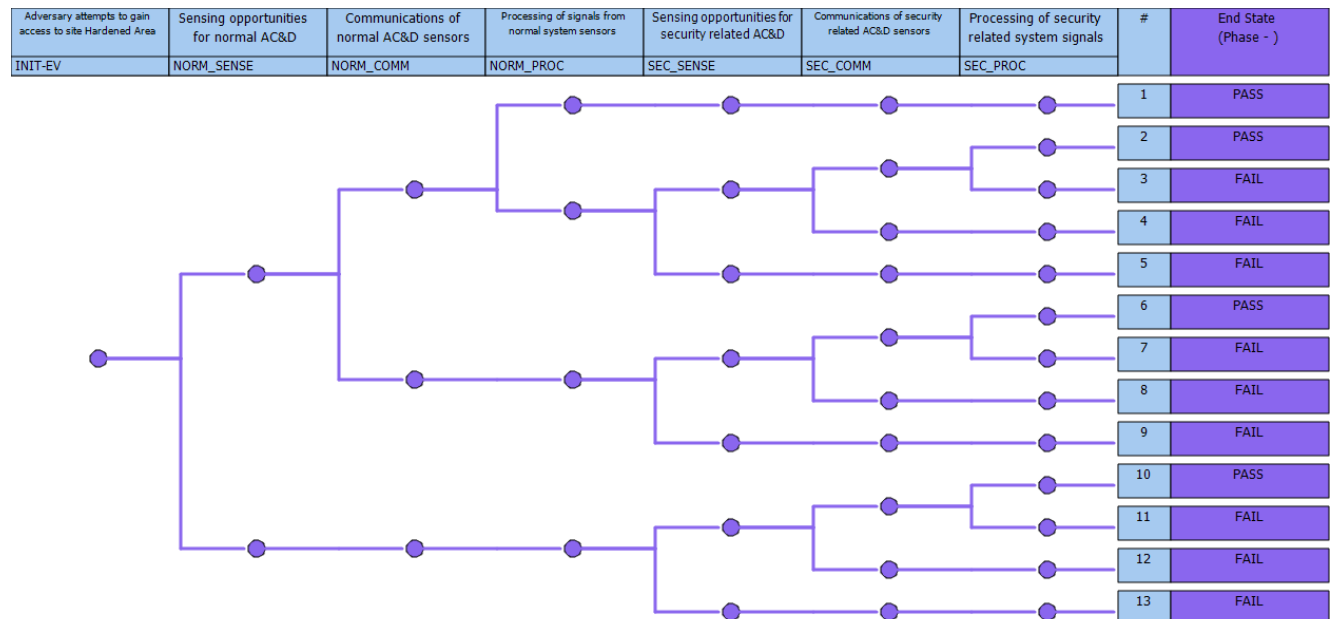 Adversary attempts to gain
access to site Hardened Area
Sensing opportunities
for normal AC&D
Communications of
normal AC&D sensors
Processing of signals from
normal system sensors
Sensing opportunities for
security related AC&D
Communications of security
related AC&D sensors
Processing of security
related system signals
#
End State
(Phase - )
INIT-EV
NORM_SENSE
NORM_COMM
NORM_PROC
SEC_SENSE
SEC_COMM
SEC_PROC
1 PASS
2 PASS
3 FAIL
4 FAIL
5 FAIL
6 PASS
7 FAIL
8 FAIL
9 FAIL
10 PASS
11 FAIL
12 FAIL
13 FAIL